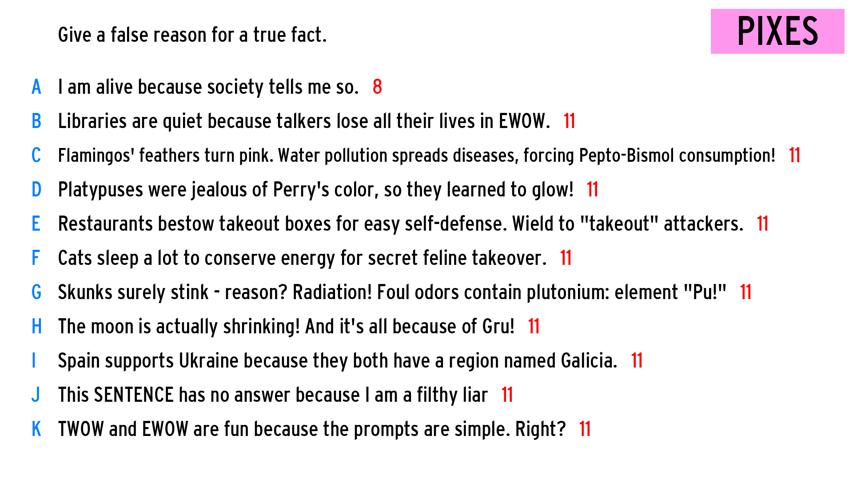 Give a false reason for a true fact.
PIXES
A I am alive because society tells me so. 8
B Libraries are quiet because talkers lose all their lives in EWOW. 11
C Flamingos' feathers turn pink. Water pollution spreads diseases, forcing Pepto-Bismol consumption! 11
D Platypuses were jealous of Perry's color, so they learned to glow! 11
E Restaurants bestow takeout boxes for easy self-defense. Wield to "takeout" attackers. 11
F Cats sleep a lot to conserve energy for secret feline takeover. 11
G Skunks surely stink - reason? Radiation! Foul odors contain plutonium: element "Pu!" 11
H The moon is actually shrinking! And it's all because of Gru! 11
I Spain supports Ukraine because they both have a region named Galicia. 11
J This SENTENCE has no answer because I am a filthy liar 11
K TWOW and EWOW are fun because the prompts are simple. Right? 11